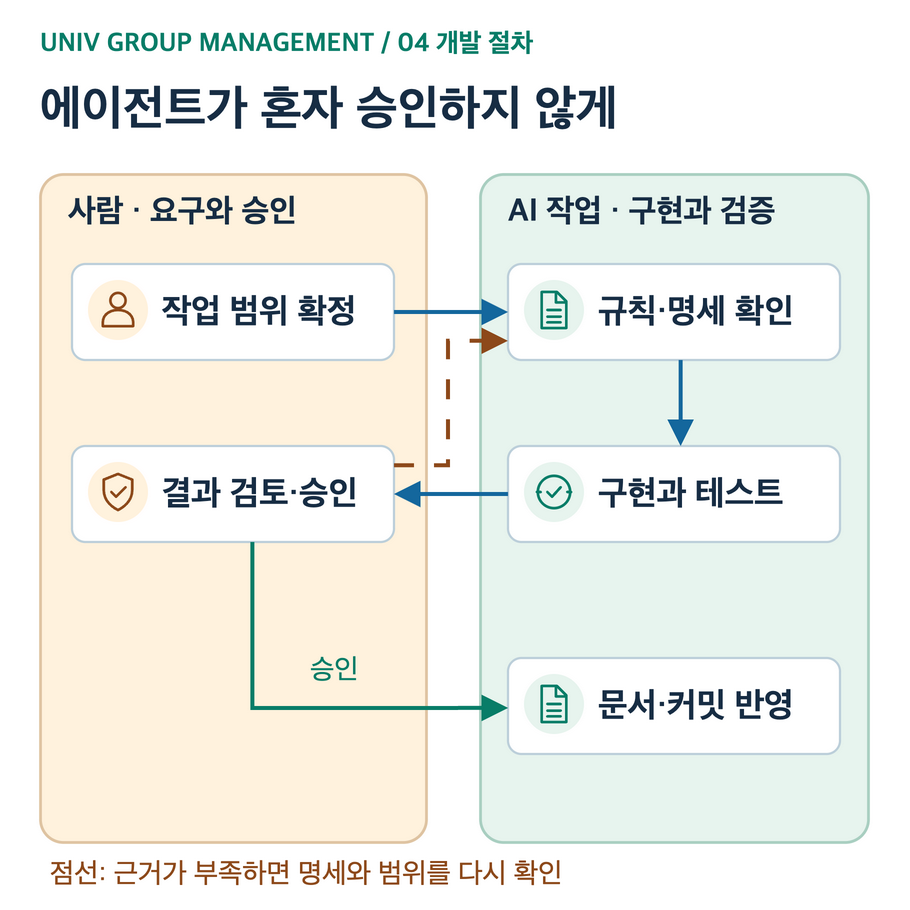 UNIV GROUP MANAGEMENT / 04 개발 절차
에이전트가 혼자 승인하지 않게
사람 · 요구와 승인
AI 작업 · 구현과 검증
작업 범위 확정
규칙·명세 확인
결과 검토·승인
구현과 테스트
승인
문서·커밋 반영
점선: 근거가 부족하면 명세와 범위를 다시 확인